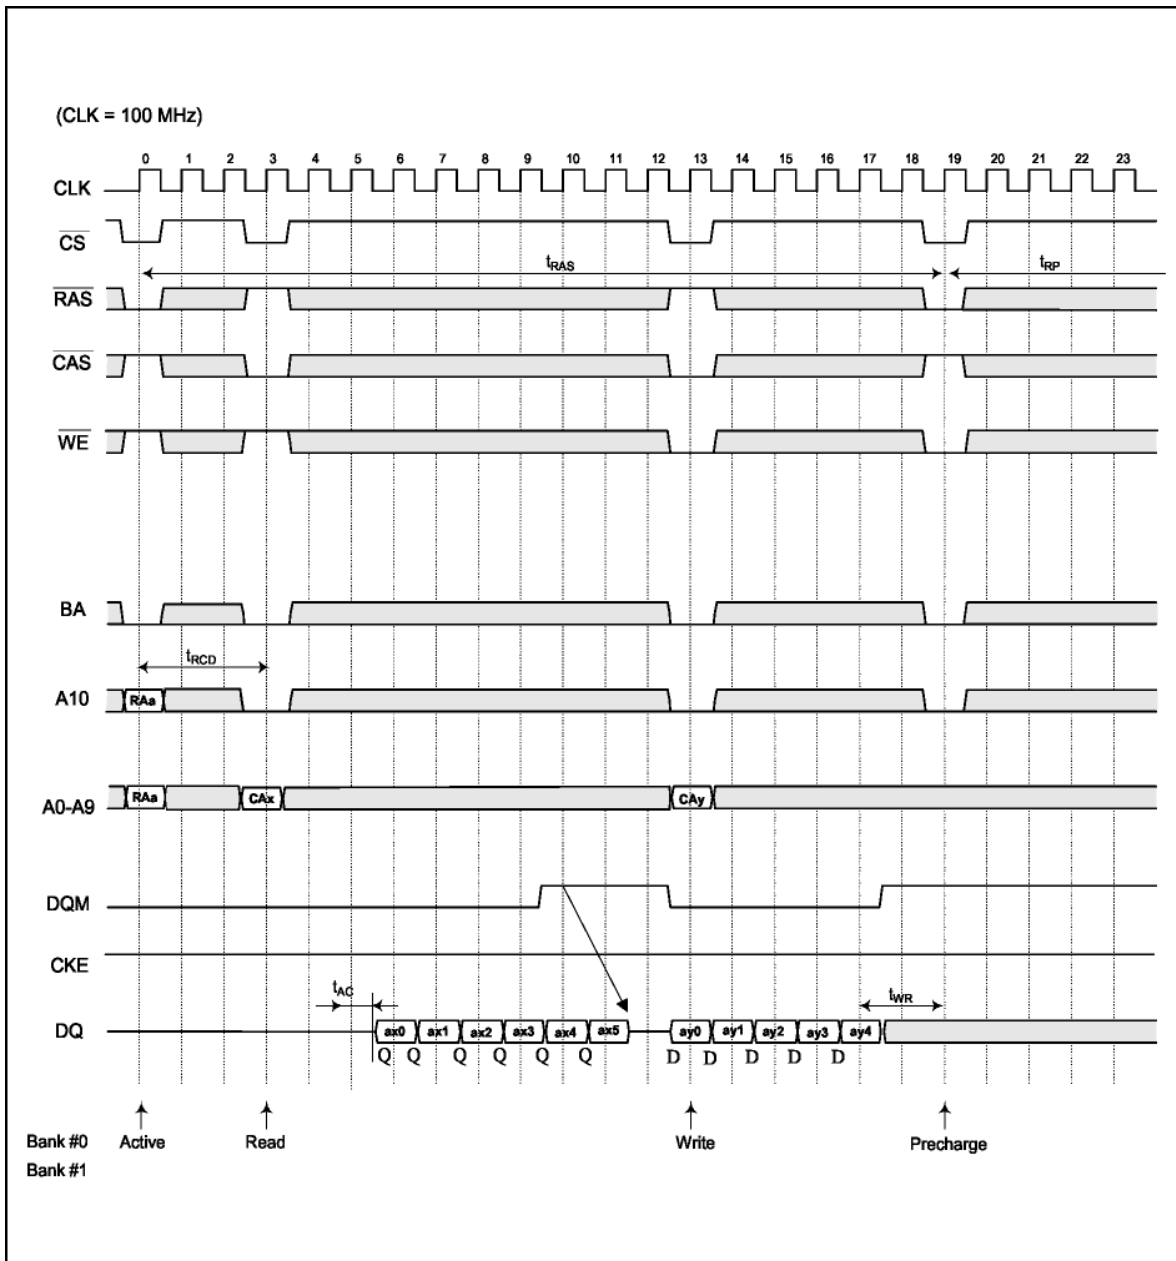 (CLK = 100 MHz)
0 1 2 3 4 5 6 7 8 9 10 11 12 13 14 15 16 17 18 19 20 21 22 23
CLK
CS
tRAS tRP
RAS
CAS
WE
BA
tRCD
A10 RAa
A0-A9 RAa CAx CAy
DQM
CKE
tAC tWR
DQ ax0 ax1 ax2 ax3 ax4 ax5 ay0 ay1 ay2 ay3 ay4
Q Q Q Q Q Q D D D D D
Bank #0 Active Read Write Precharge
Bank #1